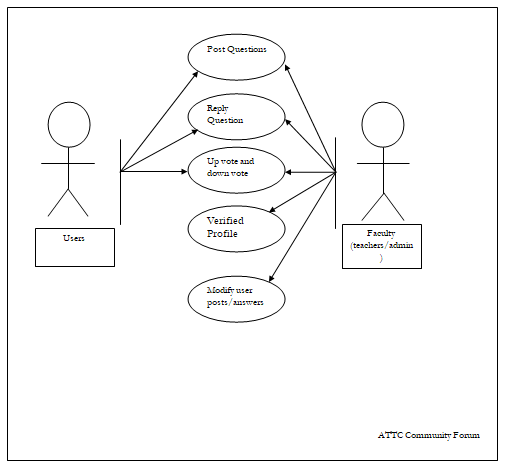 Post Questions
Reply
Question
Up vote and
down vote
Verified
Profile
Modify user
posts/answers
Users
Faculty
(teachers/admin
)
ATTC Community Forum